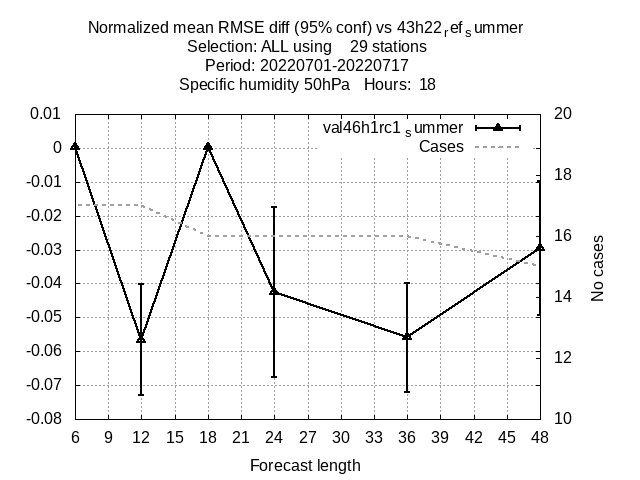 Normalized mean RMSE diff (95% conf) vs 43h22refsummer
Selection: ALL using 29 stations
Period: 20220701-20220717
Specific humidity 50hPa Hours: 18
val46h1rc1summer
Cases
0.01
0
-0.01
-0.02
-0.03
-0.04
-0.05
-0.06
-0.07
-0.08
20
18
16
14
12
10
No cases
6 9 12 15 18 21 24 27 30 33 36 39 42 45 48
Forecast length